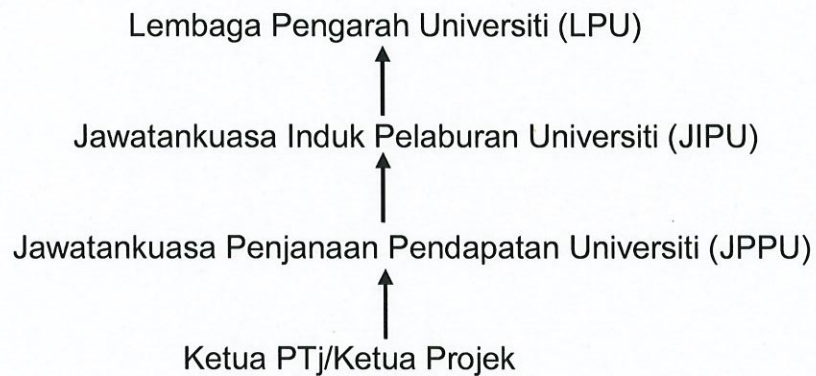 Lembaga Pengarah Universiti (LPU)
Jawatankuasa Induk Pelaburan Universiti (JIPU)
Jawatankuasa Penjanaan Pendapatan Universiti (JPPU)
Ketua PTj/Ketua Projek